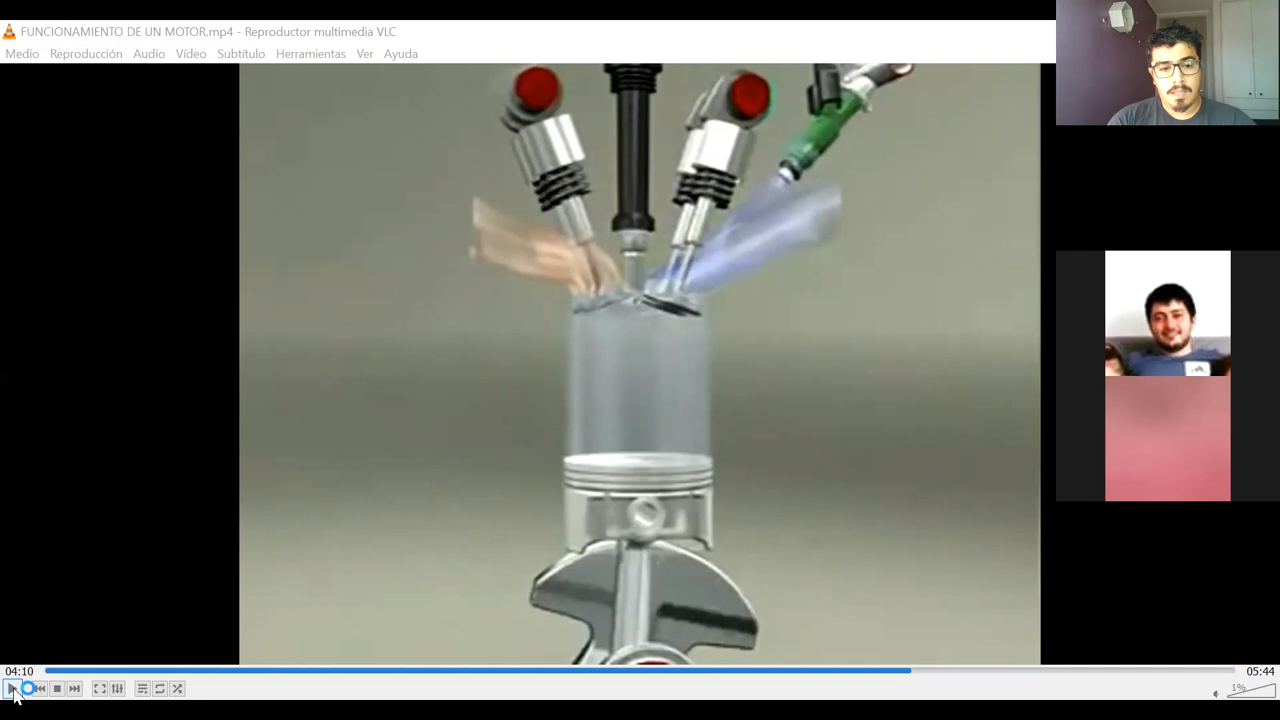 FUNCIONAMIENTO DE UN MOTOR.mp4 - Reproductor multimedia VLC
Medio Reproducción Audio Vídeo Subtítulo Herramientas Ver Ayuda
04:10
05:44
1%